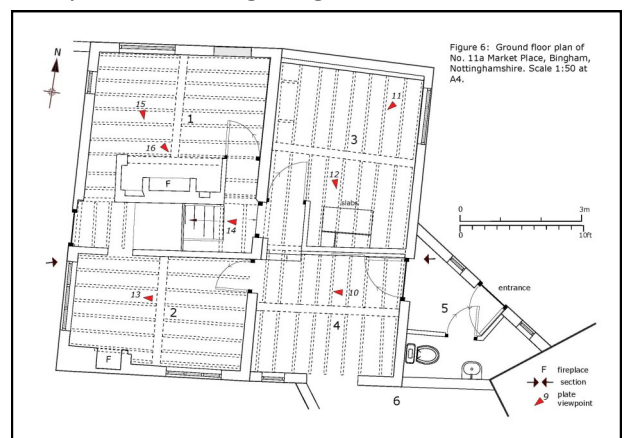 Figure 6: Ground floor plan of
No. 11a Market Place, Bingham,
Nottinghamshire. Scale 1:50 at
A4.
N
15
1
11
16
3
F
12
slabs
14
0
3m
0
10ft
13
10
entrance
2
4
5
F
F fireplace
section
9 plate
viewpoint
6